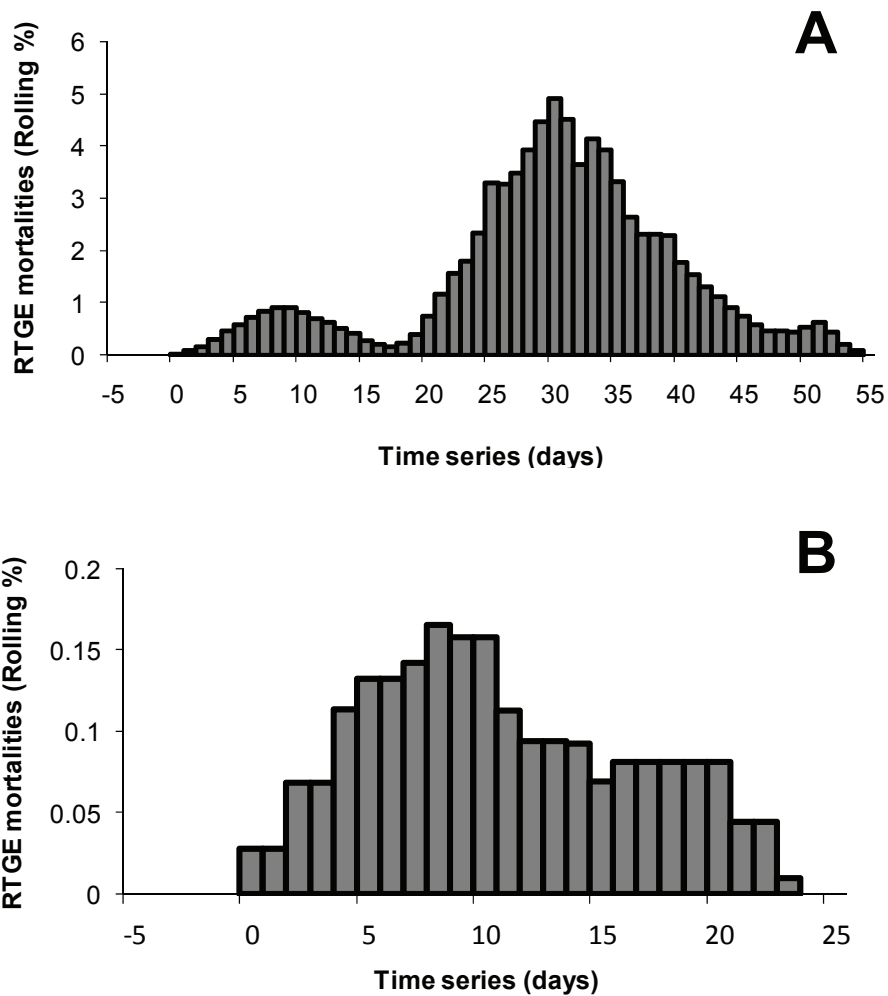 A
RTGE mortalities (Rolling %)
6
5
4
3
2
1
0
-5 0 5 10 15 20 25 30 35 40 45 50 55
Time series (days)
B
RTGE mortalities (Rolling %)
0.2
0.15
0.1
0.05
0
-5 0 5 10 15 20 25
Time series (days)